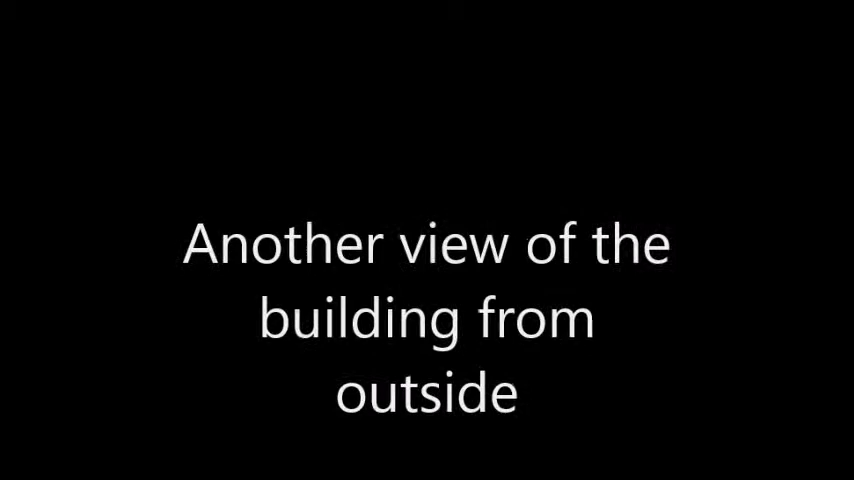 Another view of the
building from
outside